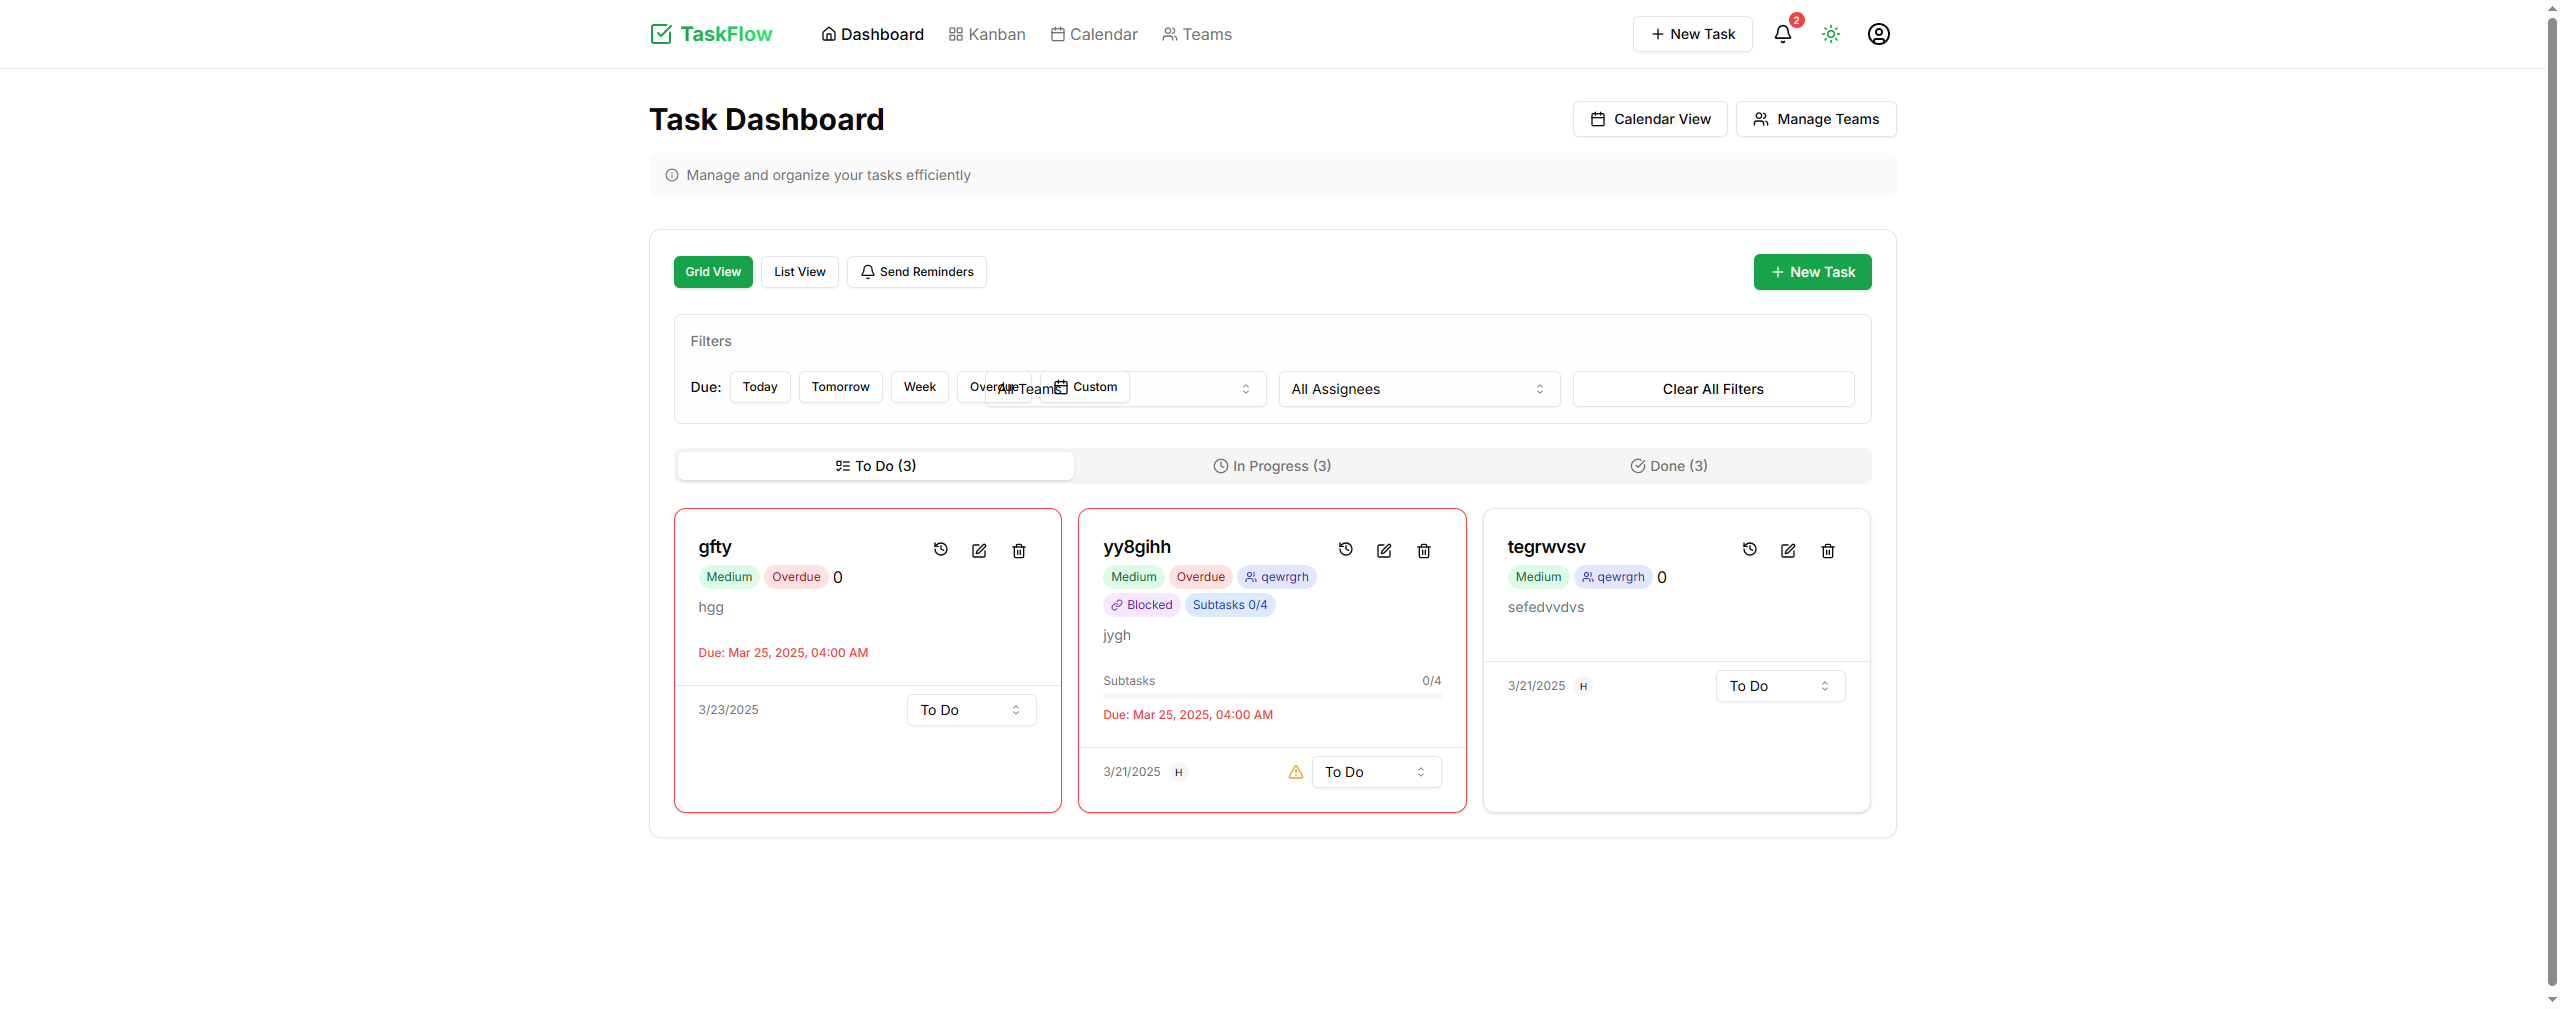 TaskFlow Dashboard Kanban Calendar Teams New Task 2
Task Dashboard Calendar View Manage Teams
Manage and organize your tasks efficiently
Grid View List View Send Reminders New Task
Filters
Due: Today Tomorrow Week Overdue Custom All Teams All Assignees Clear All Filters
To Do (3) In Progress (3) Done (3)
gfty
Medium Overdue 0
hgg
Due: Mar 25, 2025, 04:00 AM
3/23/2025 To Do
yy8gihh
Medium Overdue qewrgrh
Blocked Subtasks 0/4
jygh
Subtasks 0/4
Due: Mar 25, 2025, 04:00 AM
3/21/2025 H To Do
tegrwvsv
Medium qewrgrh 0
sefedvvdvs
3/21/2025 H To Do